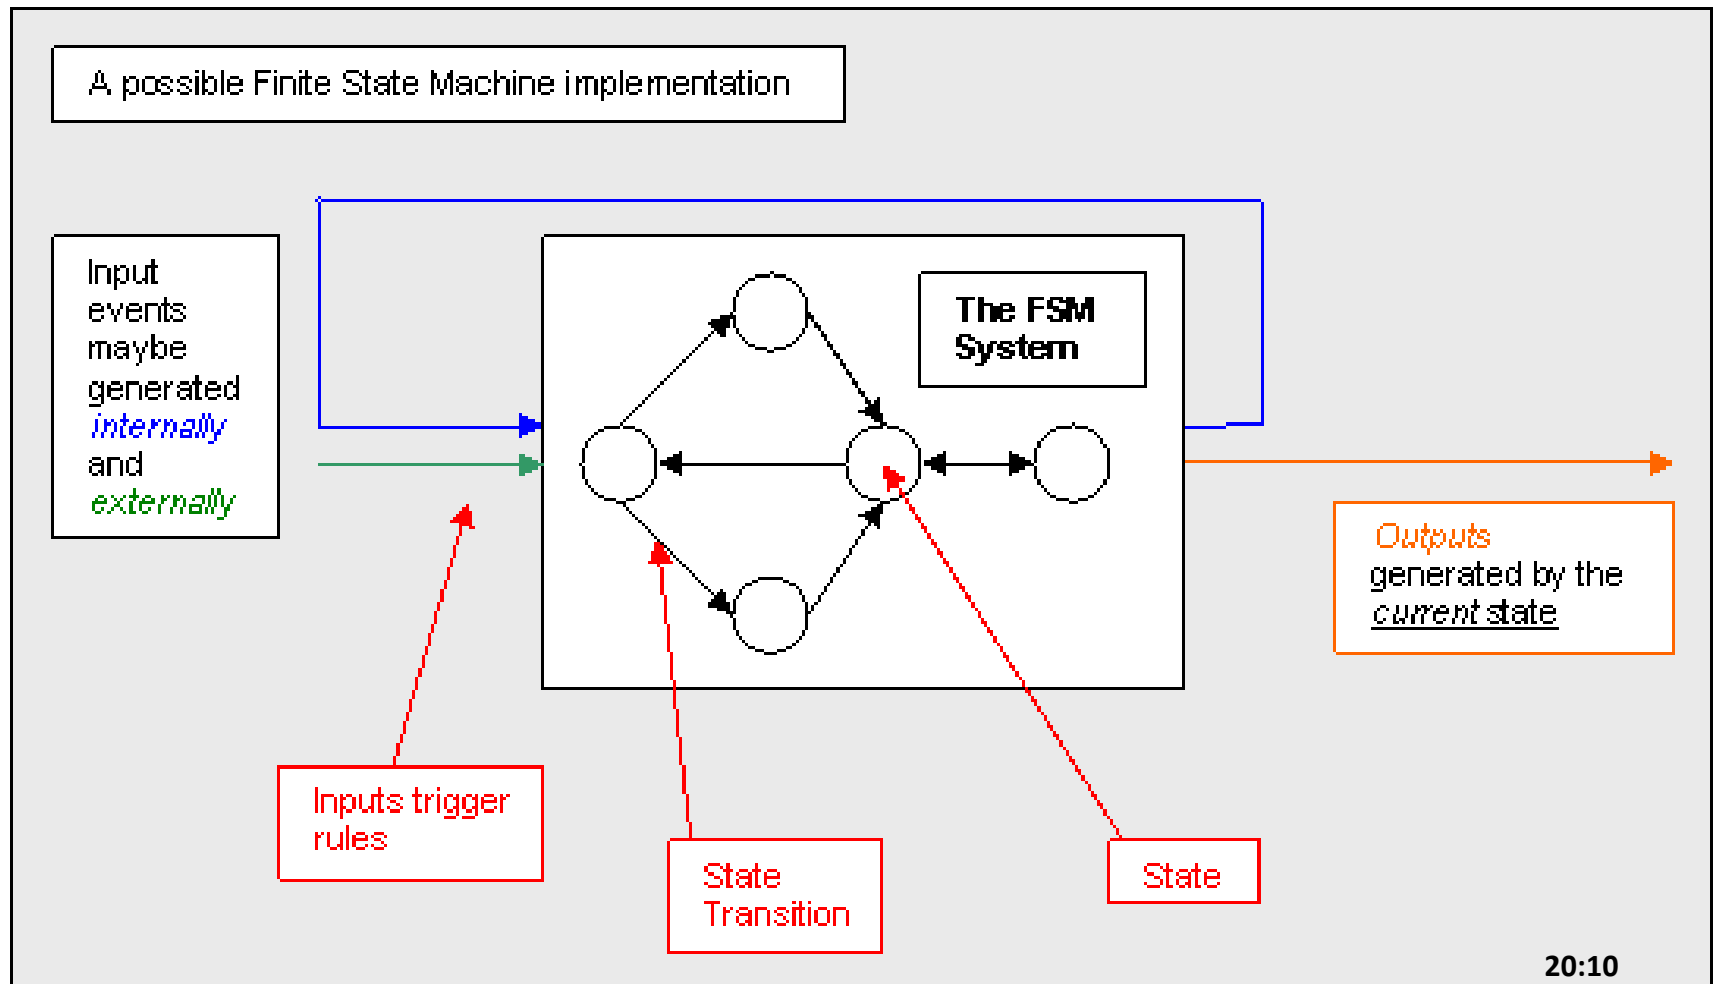 A possible Finite State Machine implementation
Input
events
maybe
generated
internally
and
externally
The FSM
System
Outputs
generated by the
current state
Inputs trigger
rules
State
Transition
State
20:10